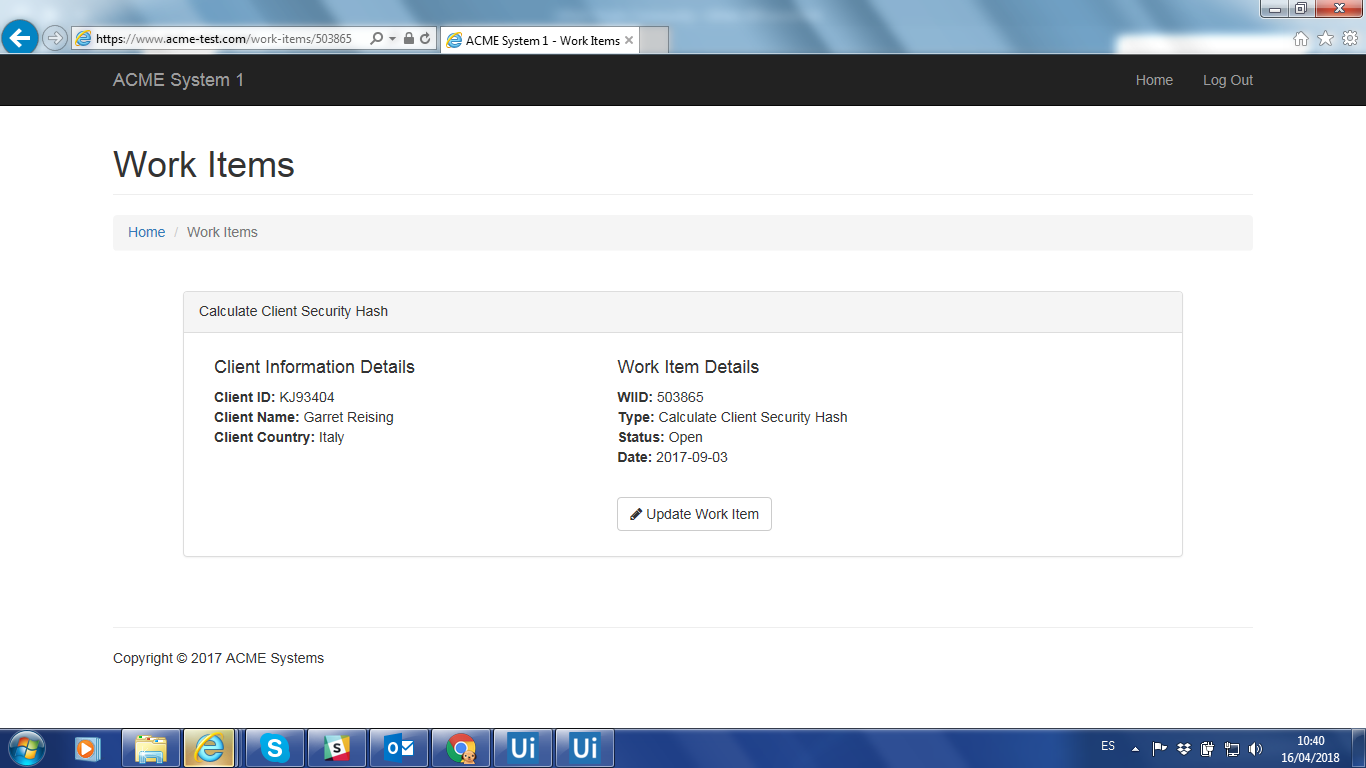 https://www.acme-test.com/work-items/503865
ACME System 1 - Work Items
ACME System 1
Home
Log Out
Work Items
Home / Work Items
Calculate Client Security Hash
Client Information Details
Client ID: KJ93404
Client Name: Garret Reising
Client Country: Italy
Work Item Details
WIID: 503865
Type: Calculate Client Security Hash
Status: Open
Date: 2017-09-03
Update Work Item
Copyright © 2017 ACME Systems
Ui
Ui
ES
10:40
16/04/2018